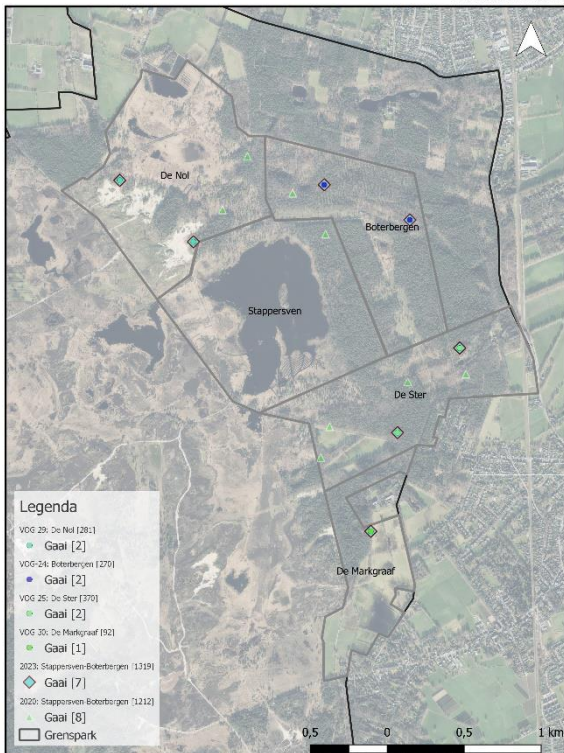 De Nol
Boterbergen
Stappersven
De Ster
De Markgraaf
Legenda
VOG 29: De Nol [281]
Gaai [2]
VOG-24: Boterbergen [270]
Gaai [2]
VOG 25: De Ster [370]
Gaai [2]
VOG 30: De Markgraaf [92]
Gaai [1]
2023: Stappersven-Boterbergen [1319]
Gaai [7]
2020: Stappersven-Boterbergen [1212]
Gaai [8]
Grenspark
0,5 0 0,5 1 km